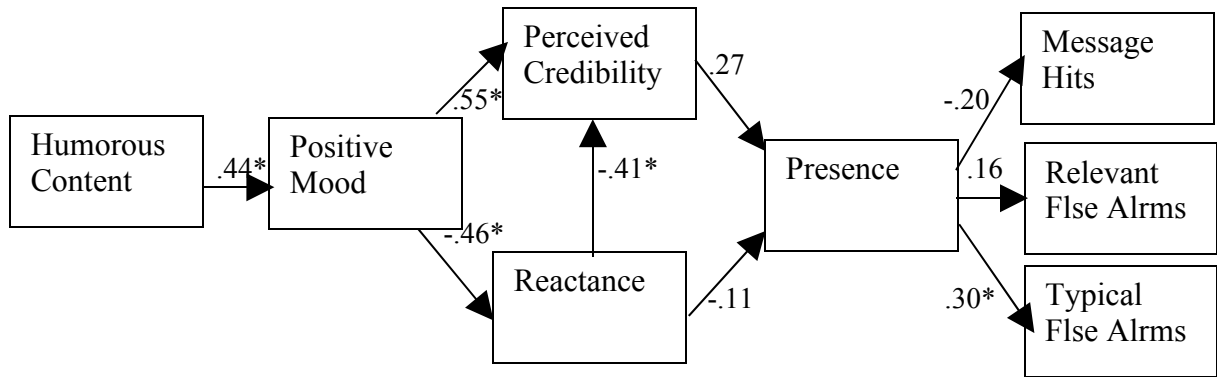 Humorous
Content
.44*
Positive
Mood
.55*
-.46*
Perceived
Credibility
-.41*
Reactance
.27
-.11
Presence
-.20
.16
.30*
Message
Hits
Relevant
Flse Alrms
Typical
Flse Alrms